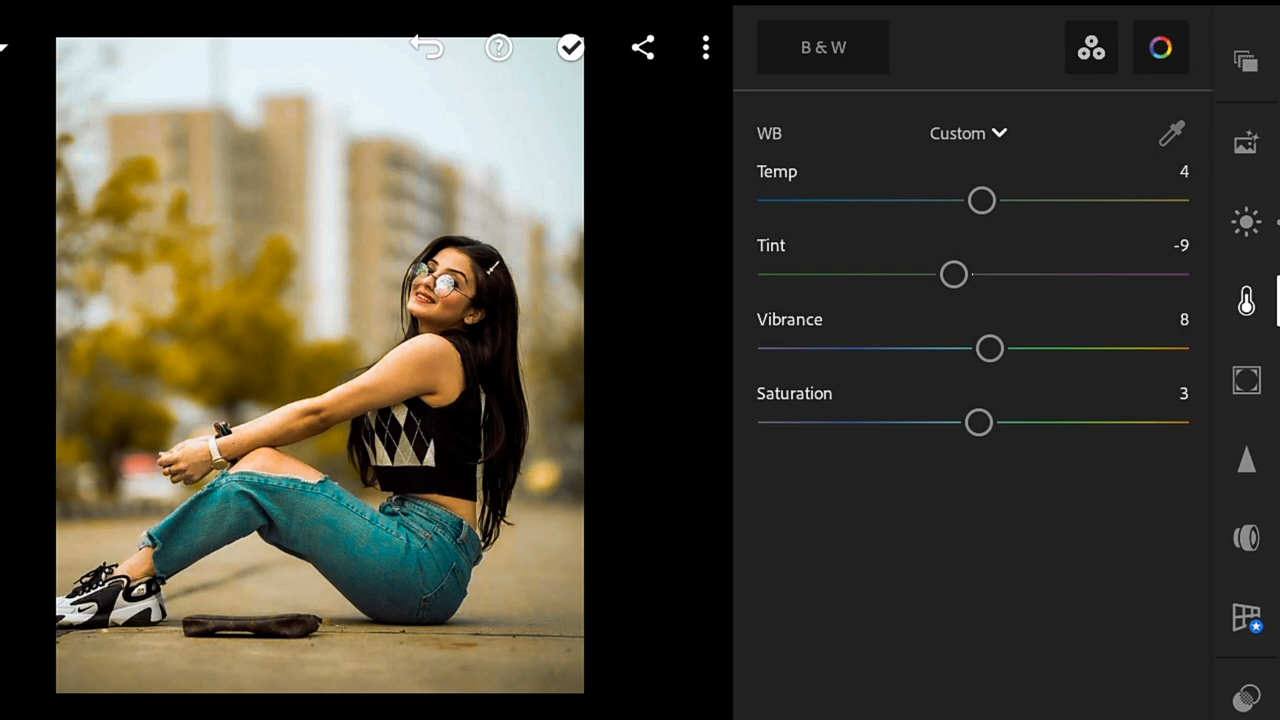 B & W
WB Custom
Temp 4
Tint -9
Vibrance 8
Saturation 3